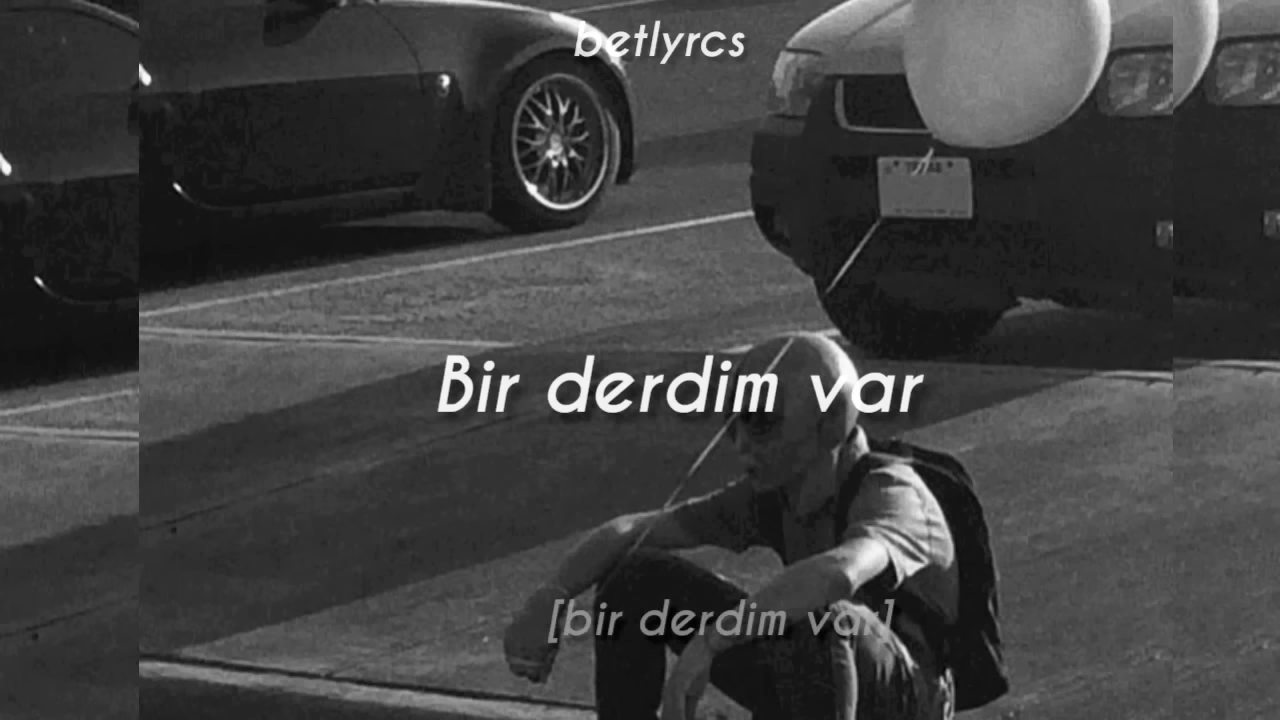 betlyrcs
Bir derdim var
[bir derdim var]